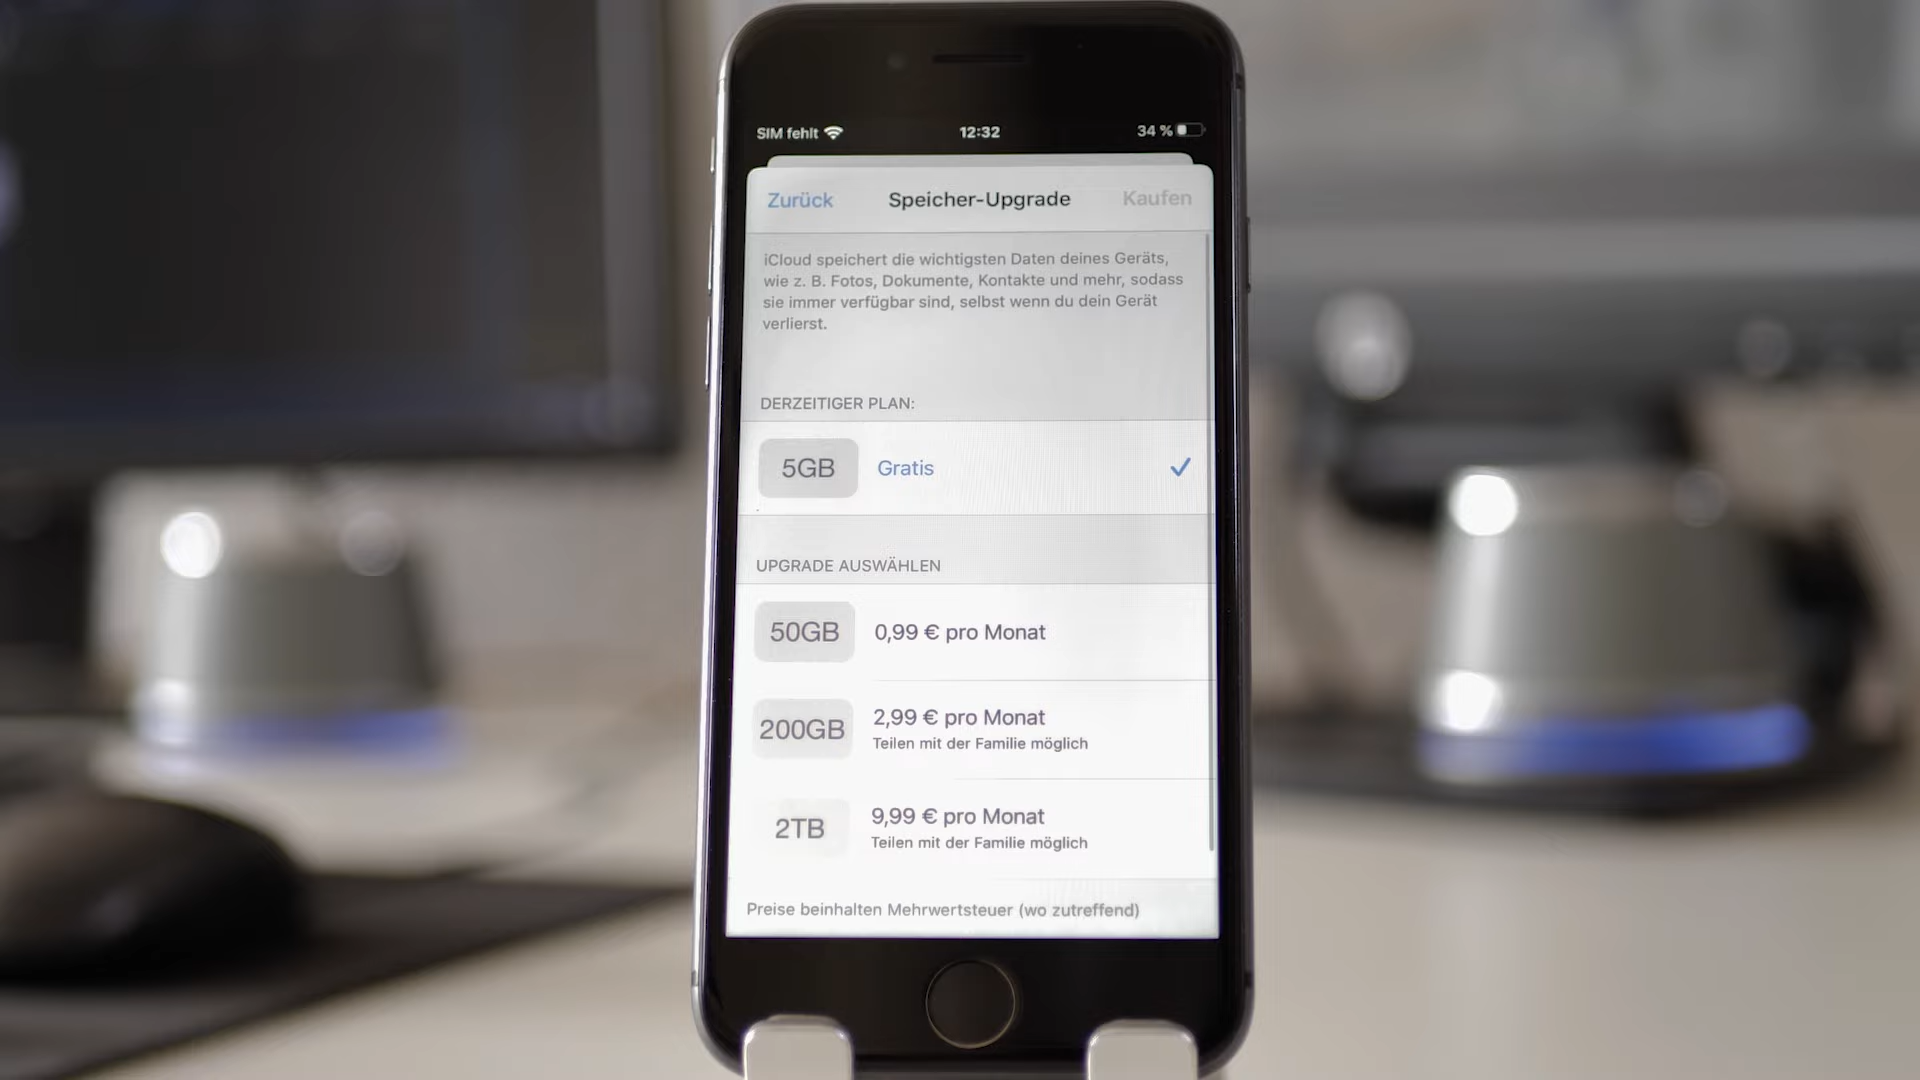 SIM fehlt 12:32 34 %
Zurück Speicher-Upgrade Kaufen
iCloud speichert die wichtigsten Daten deines Geräts,
wie z. B. Fotos, Dokumente, Kontakte und mehr, sodass
sie immer verfügbar sind, selbst wenn du dein Gerät
verlierst.
DERZEITIGER PLAN:
5GB Gratis
UPGRADE AUSWÄHLEN
50GB 0,99 € pro Monat
200GB 2,99 € pro Monat
Teilen mit der Familie möglich
2TB 9,99 € pro Monat
Teilen mit der Familie möglich
Preise beinhalten Mehrwertsteuer (wo zutreffend)